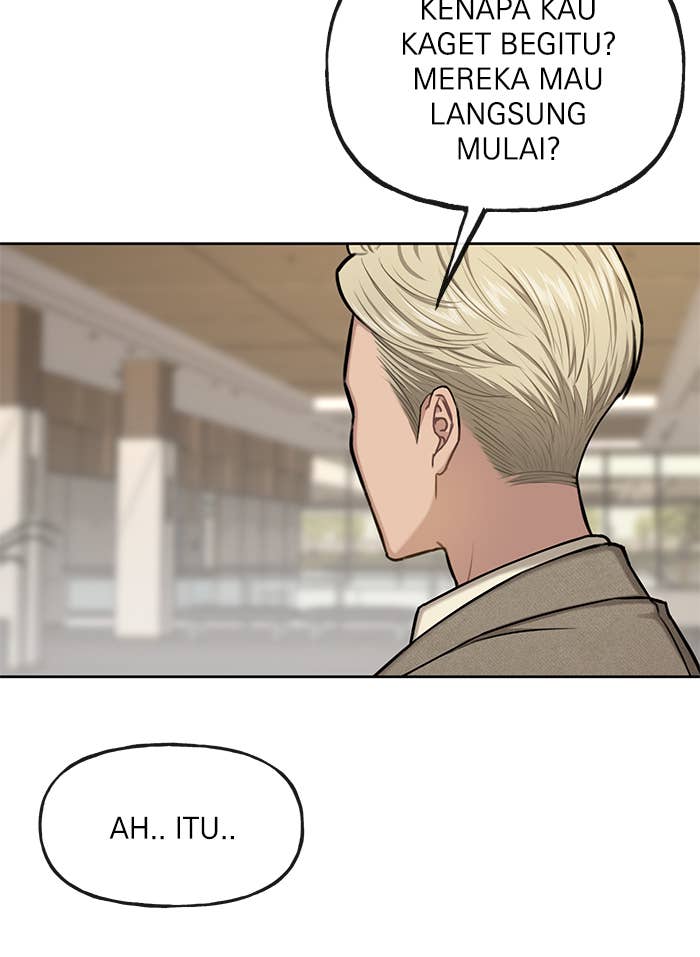 KENAPA KAU
KAGET BEGITU?
MEREKA MAU
LANGSUNG
MULAI?
AH.. ITU..